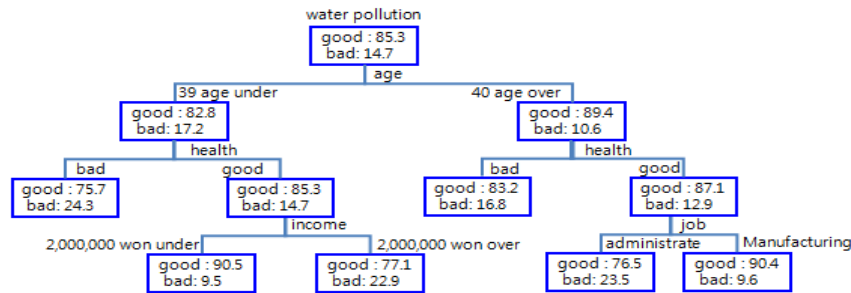 water pollution
good : 85.3
bad: 14.7
age
39 age under
40 age over
good : 82.8
bad: 17.2
good : 89.4
bad: 10.6
health
health
bad
good
bad
good
good : 75.7
bad: 24.3
good : 85.3
bad: 14.7
good : 83.2
bad: 16.8
good : 87.1
bad: 12.9
income
job
2,000,000 won under
2,000,000 won over
administrate
Manufacturing
good : 90.5
bad: 9.5
good : 77.1
bad: 22.9
good : 76.5
bad: 23.5
good : 90.4
bad: 9.6